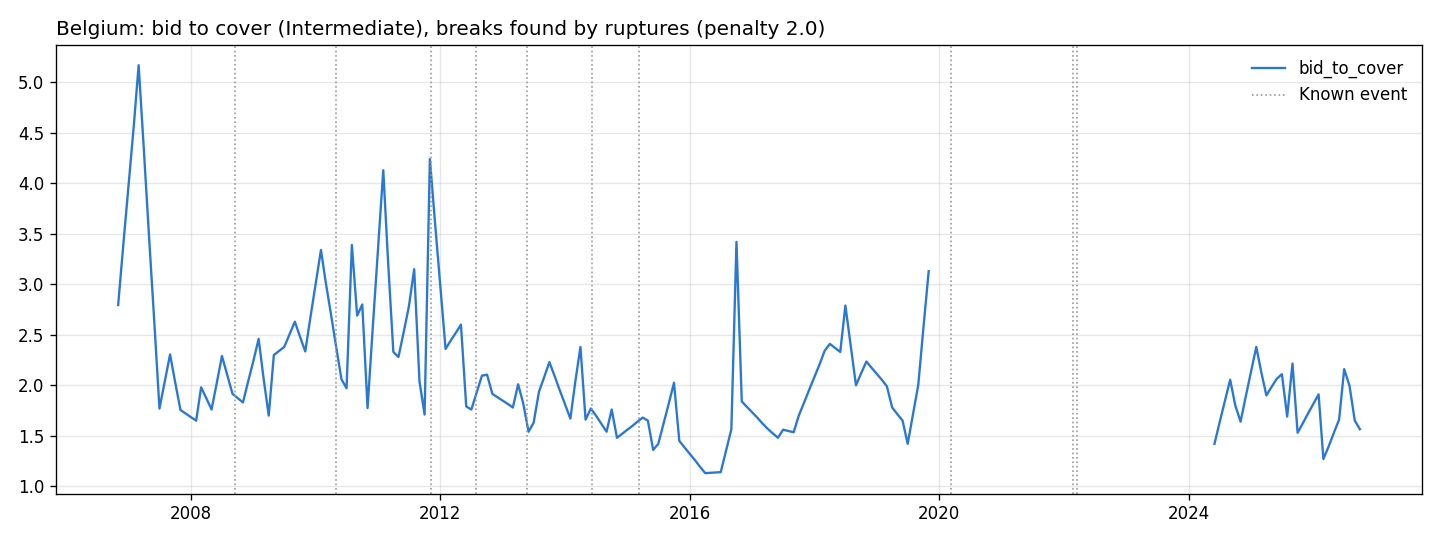 Belgium: bid to cover (Intermediate), breaks found by ruptures (penalty 2.0)
bid_to_cover
Known event
5.0
4.5
4.0
3.5
3.0
2.5
2.0
1.5
1.0
2008 2012 2016 2020 2024